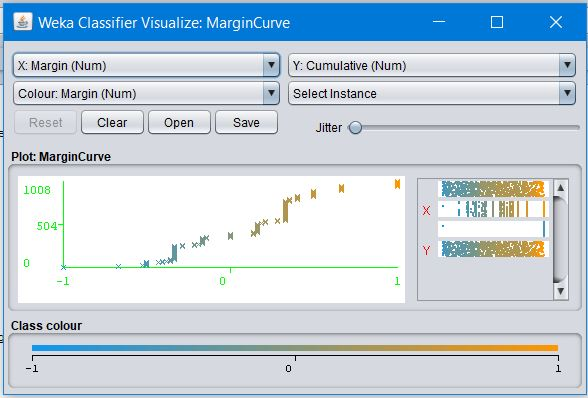 Weka Classifier Visualize: MarginCurve
X: Margin (Num) Y: Cumulative (Num)
Colour: Margin (Num) Select Instance
Reset Clear Open Save Jitter
Plot: MarginCurve
1008
504
0
-1 0 1
X
Y
Class colour
-1 0 1